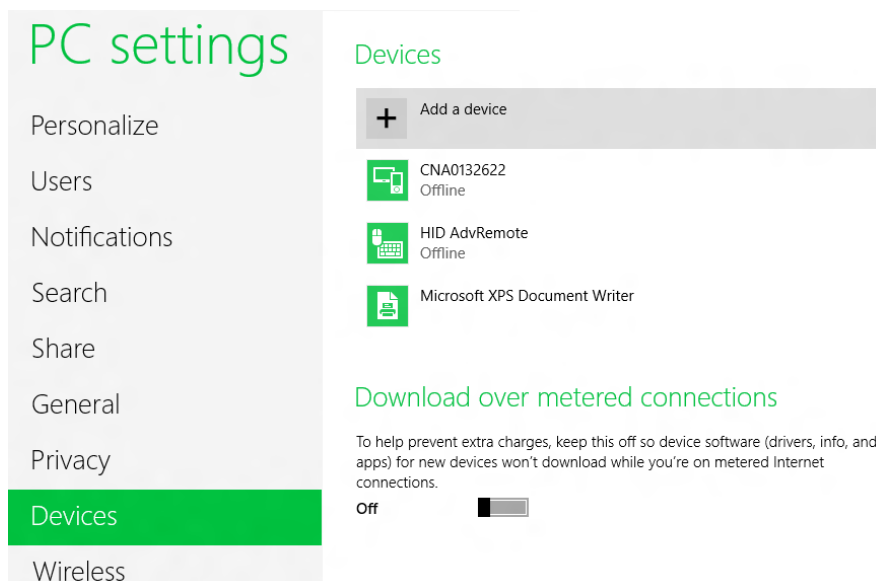 PC settings
Personalize
Users
Notifications
Search
Share
General
Privacy
Devices
Wireless
Devices
Add a device
CNA0132622
Offline
HID AdvRemote
Offline
Microsoft XPS Document Writer
Download over metered connections
To help prevent extra charges, keep this off so device software (drivers, info, and
apps) for new devices won't download while you're on metered Internet
connections.
Off